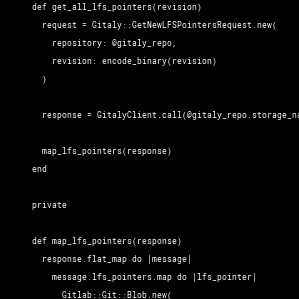 def get_all_lfs_pointers(revision)
request = Gitaly::GetNewLFSPointersRequest.new(
repository: @gitaly_repo,
revision: encode_binary(revision)
)
response = GitalyClient.call(@gitaly_repo.storage_na
map_lfs_pointers(response)
end
private
def map_lfs_pointers(response)
response.flat_map do |message|
message.lfs_pointers.map do |lfs_pointer|
Gitlab::Git::Blob.new(